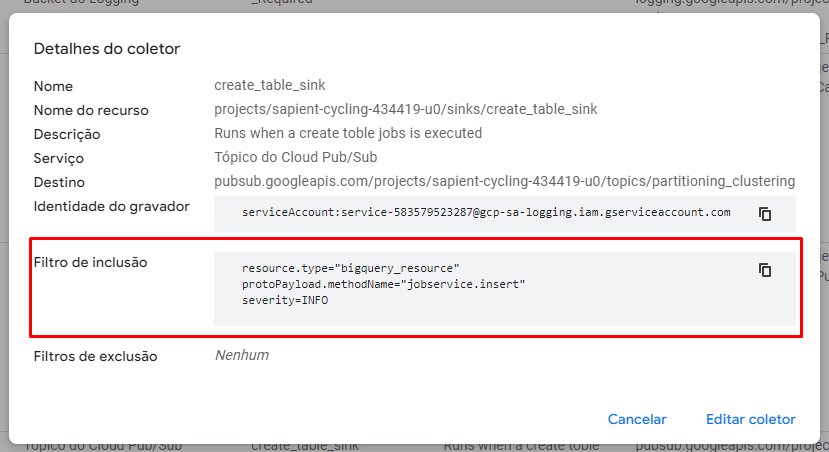 Bucket do Logging _Required logging.googleapis.com/projec
Detalhes do coletor
Nome create_table_sink
Nome do recurso projects/sapient-cycling-434419-u0/sinks/create_table_sink
Descrição Runs when a create toble jobs is executed
Serviço Tópico do Cloud Pub/Sub
Destino pubsub.googleapis.com/projects/sapient-cycling-434419-u0/topics/partitioning_clustering
Identidade do gravador serviceAccount:service-583579523287@gcp-sa-logging.iam.gserviceaccount.com
Filtro de inclusão resource.type="bigquery_resource"
protoPayload.methodName="jobservice.insert"
severity=INFO
Filtros de exclusão Nenhum
Cancelar Editar coletor
Tópico do Cloud Pub/Sub create_table_sink Runs when a create toble pubsub.googleapis.com/proje